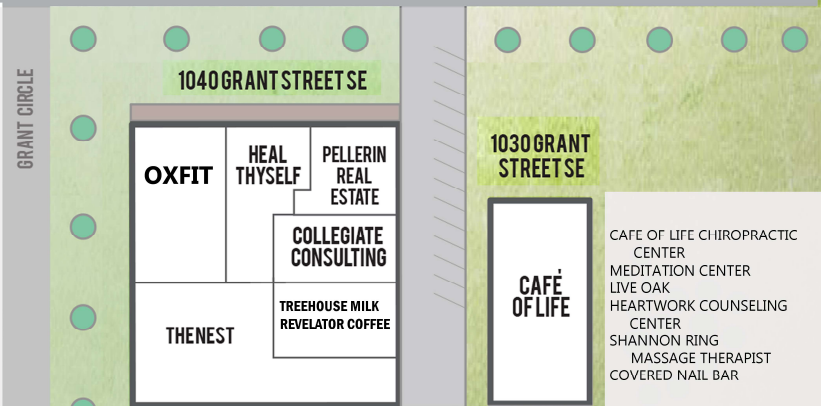 GRANT CIRCLE
1040 GRANT STREET SE
OXFIT
HEAL
THYSELF
PELLERIN
REAL
ESTATE
COLLEGIATE
CONSULTING
THE NEST
TREEHOUSE MILK
REVELATOR COFFEE
1030 GRANT
STREET SE
CAFÉ
OF LIFE
CAFE OF LIFE CHIROPRACTIC
CENTER
MEDITATION CENTER
LIVE OAK
HEARTWORK COUNSELING
CENTER
SHANNON RING
MASSAGE THERAPIST
COVERED NAIL BAR